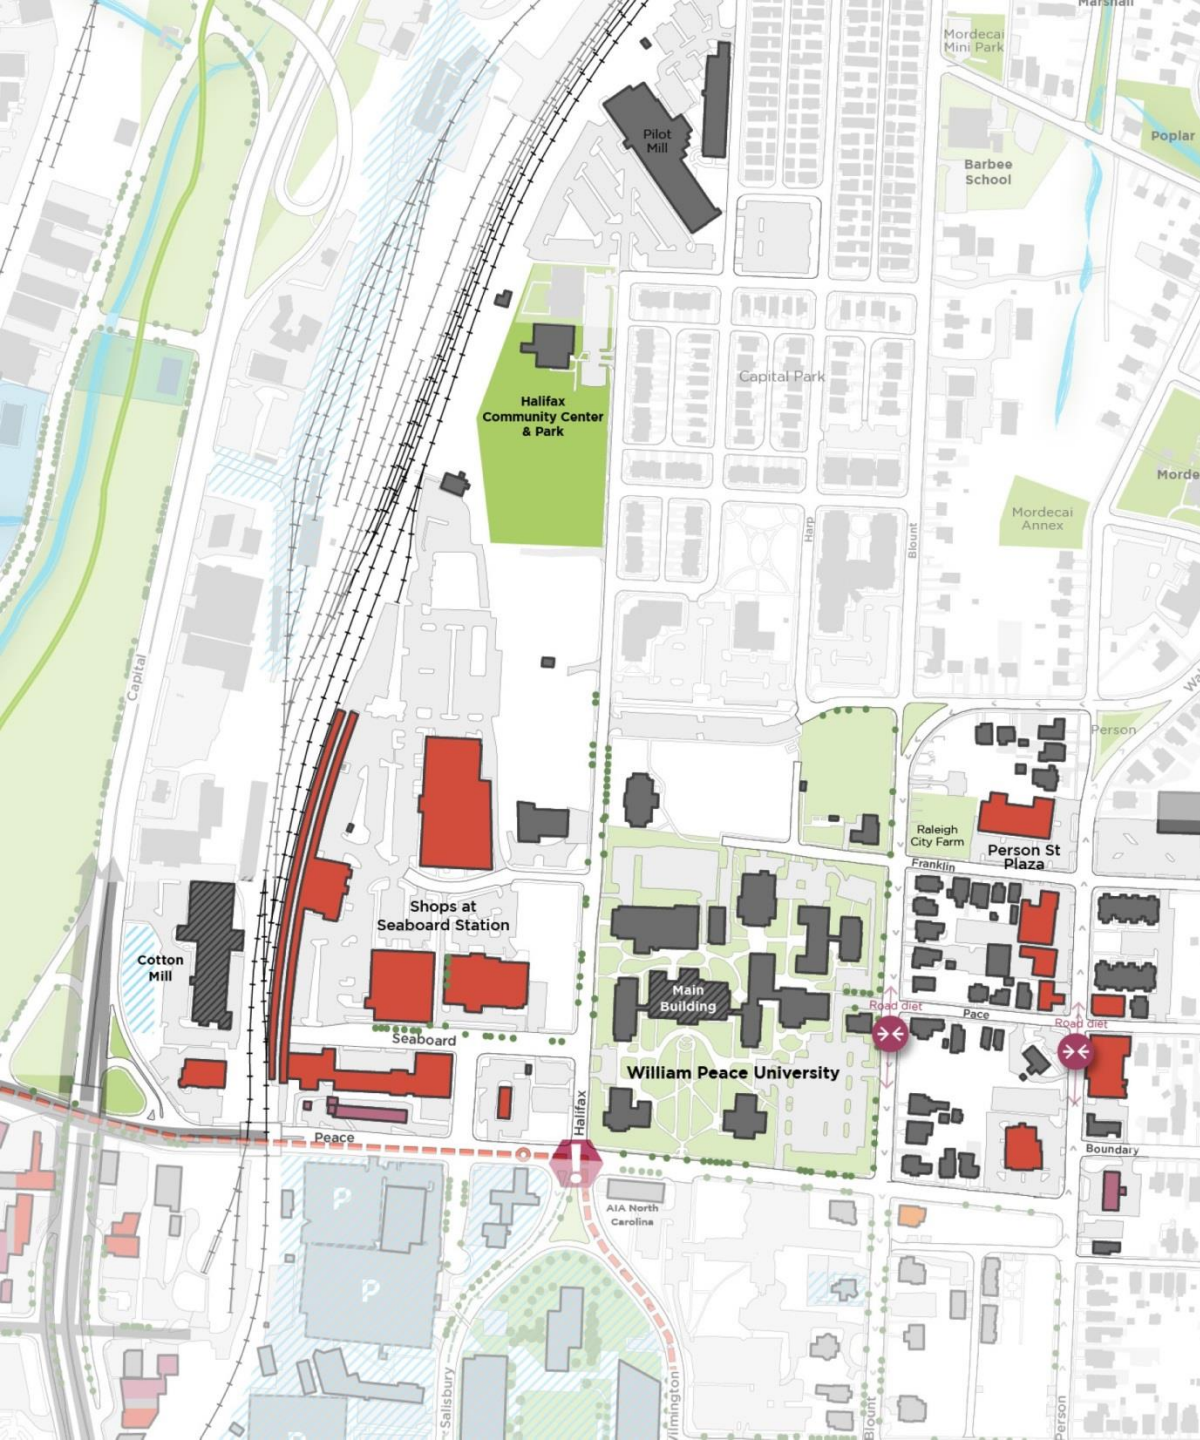 Marshall
Mordecai
Mini Park
Poplar
Pilot
Mill
Barbee
School
Capital Park
Halifax
Community Center
& Park
Morde
Mordecai
Annex
Harp
Blount
Capital
Wa
Person
Raleigh
City Farm
Person St
Plaza
Franklin
Shops at
Seaboard Station
Cotton
Mill
Main
Building
Road diet
Pace
Road diet
Seaboard
William Peace University
Halifax
Peace
Boundary
P
AIA North
Carolina
P
Salisbury
Wilmington
Blount
Person
P